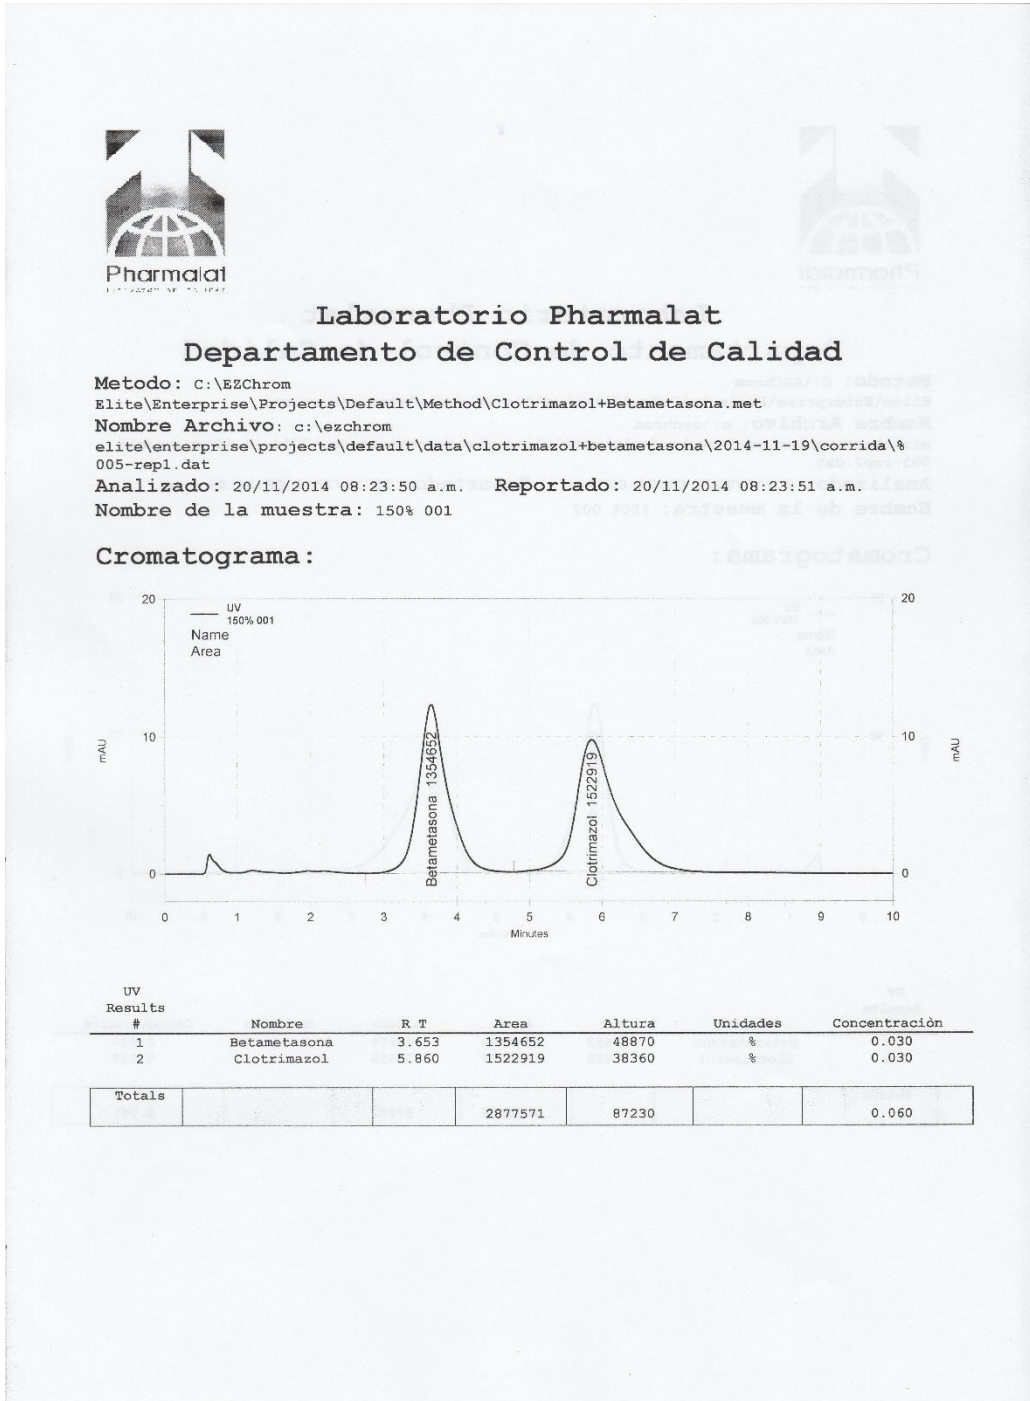 Pharmalat
Laboratorio Pharmalat
Departamento de Control de Calidad
Metodo: C:\EZChrom
Elite\Enterprise\Projects\Default\Method\Clotrimazol+Betametasona.met
Nombre Archivo: c:\ezchrom
elite\enterprise\projects\default\data\clotrimazol+betametasona\2014-11-19\corrida\%
005-rep1.dat
Analizado: 20/11/2014 08:23:50 a.m. Reportado: 20/11/2014 08:23:51 a.m.
Nombre de la muestra: 150% 001
Cromatograma:
20 20
UV
150% 001
Name
Area
10 10
mAU mAU
Betametasona 1354652
Clotrimazol 1522919
0 0
0 1 2 3 4 5 6 7 8 9 10
Minutes
UV
Results
# Nombre R T Area Altura Unidades Concentraciòn
1 Betametasona 3.653 1354652 48870 % 0.030
2 Clotrimazol 5.860 1522919 38360 % 0.030
Totals
2877571 87230 0.060